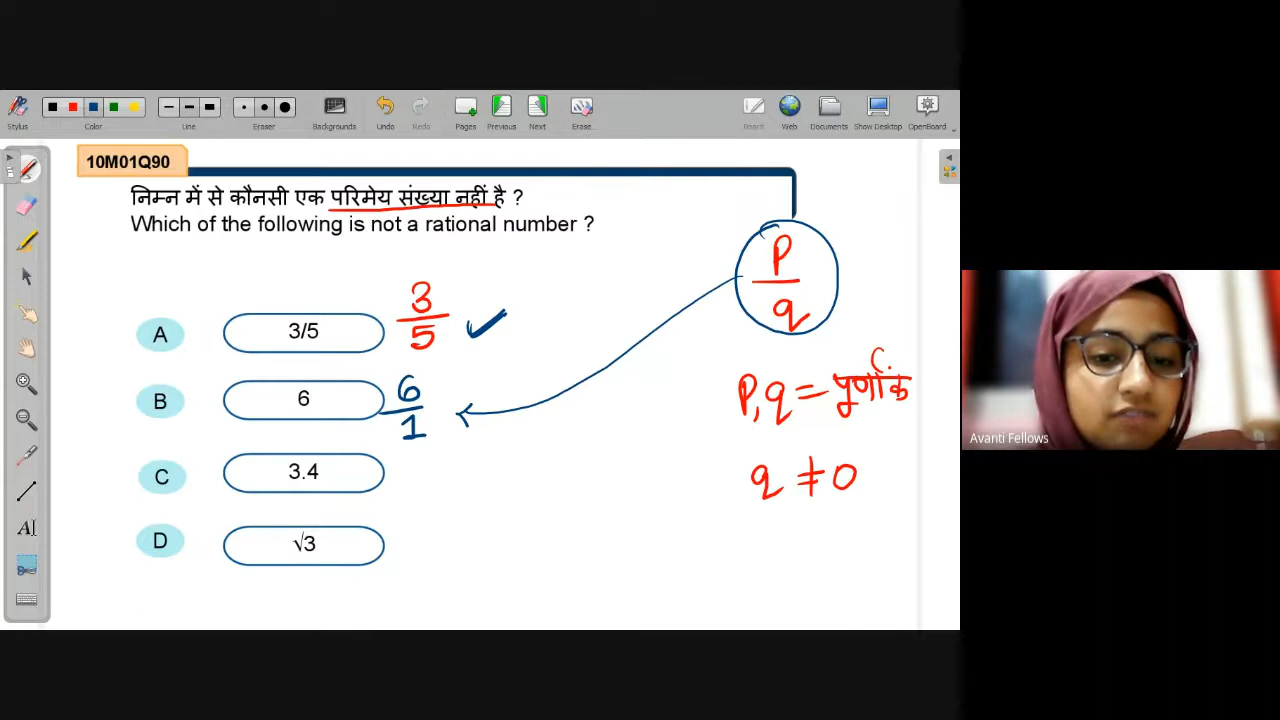 Stylus
Color
Line
Eraser
Backgrounds
Undo
Redo
Pages
Previous
Next
Erase...
Board
Web
Documents
Show Desktop
OpenBoard
10M01Q90
निम्न में से कौनसी एक परिमेय संख्या नहीं है ?
Which of the following is not a rational number ?
A 3/5 3/5
B 6 6/1
C 3.4
D √3
P/q
P,q = पूर्णांक
q ≠ 0
AI
Avanti Fellows